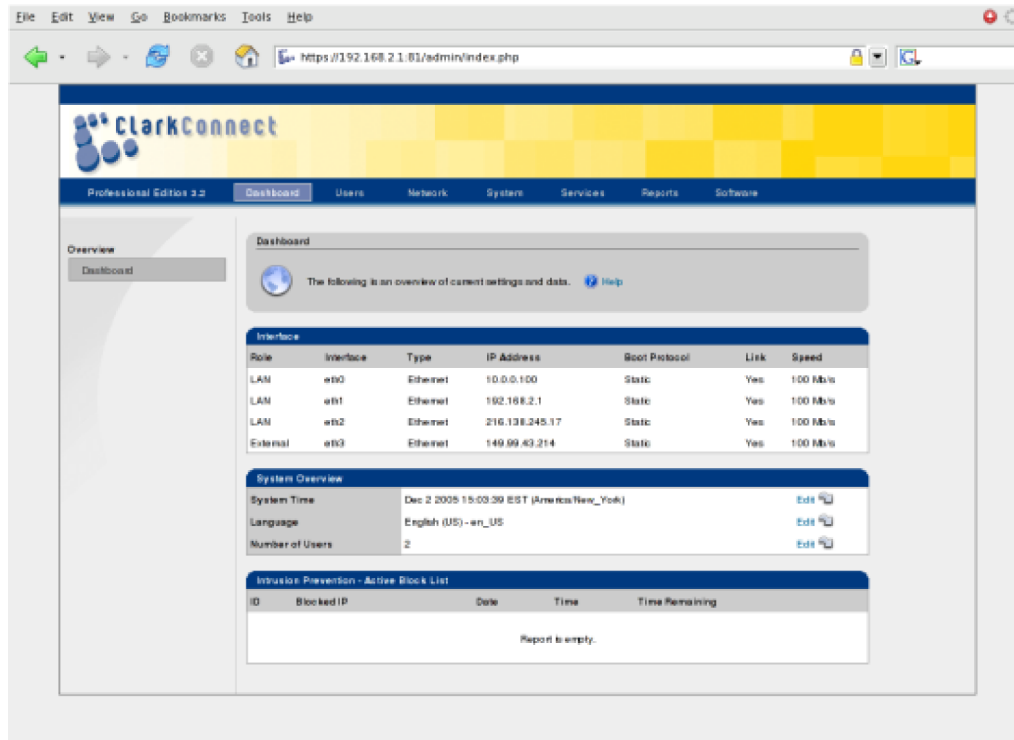 File Edit View Go Bookmarks Tools Help
https://192.168.2.1:81/admin/index.php
ClarkConnect
Professional Edition 3.2 Dashboard Users Network System Services Reports Software
Overview
Dashboard
Dashboard
The following is an overview of current settings and data. Help
Interface
Role Interface Type IP Address Boot Protocol Link Speed
LAN eth0 Ethernet 10.0.0.100 Static Yes 100 Mb/s
LAN eth1 Ethernet 192.168.2.1 Static Yes 100 Mb/s
LAN eth2 Ethernet 216.138.245.17 Static Yes 100 Mb/s
External eth3 Ethernet 149.99.43.214 Static Yes 100 Mb/s
System Overview
System Time Dec 2 2005 15:03:39 EST (America/New_York) Edit
Language English (US) - en_US Edit
Number of Users 2 Edit
Intrusion Prevention - Active Block List
ID Blocked IP Date Time Time Remaining
Report is empty.